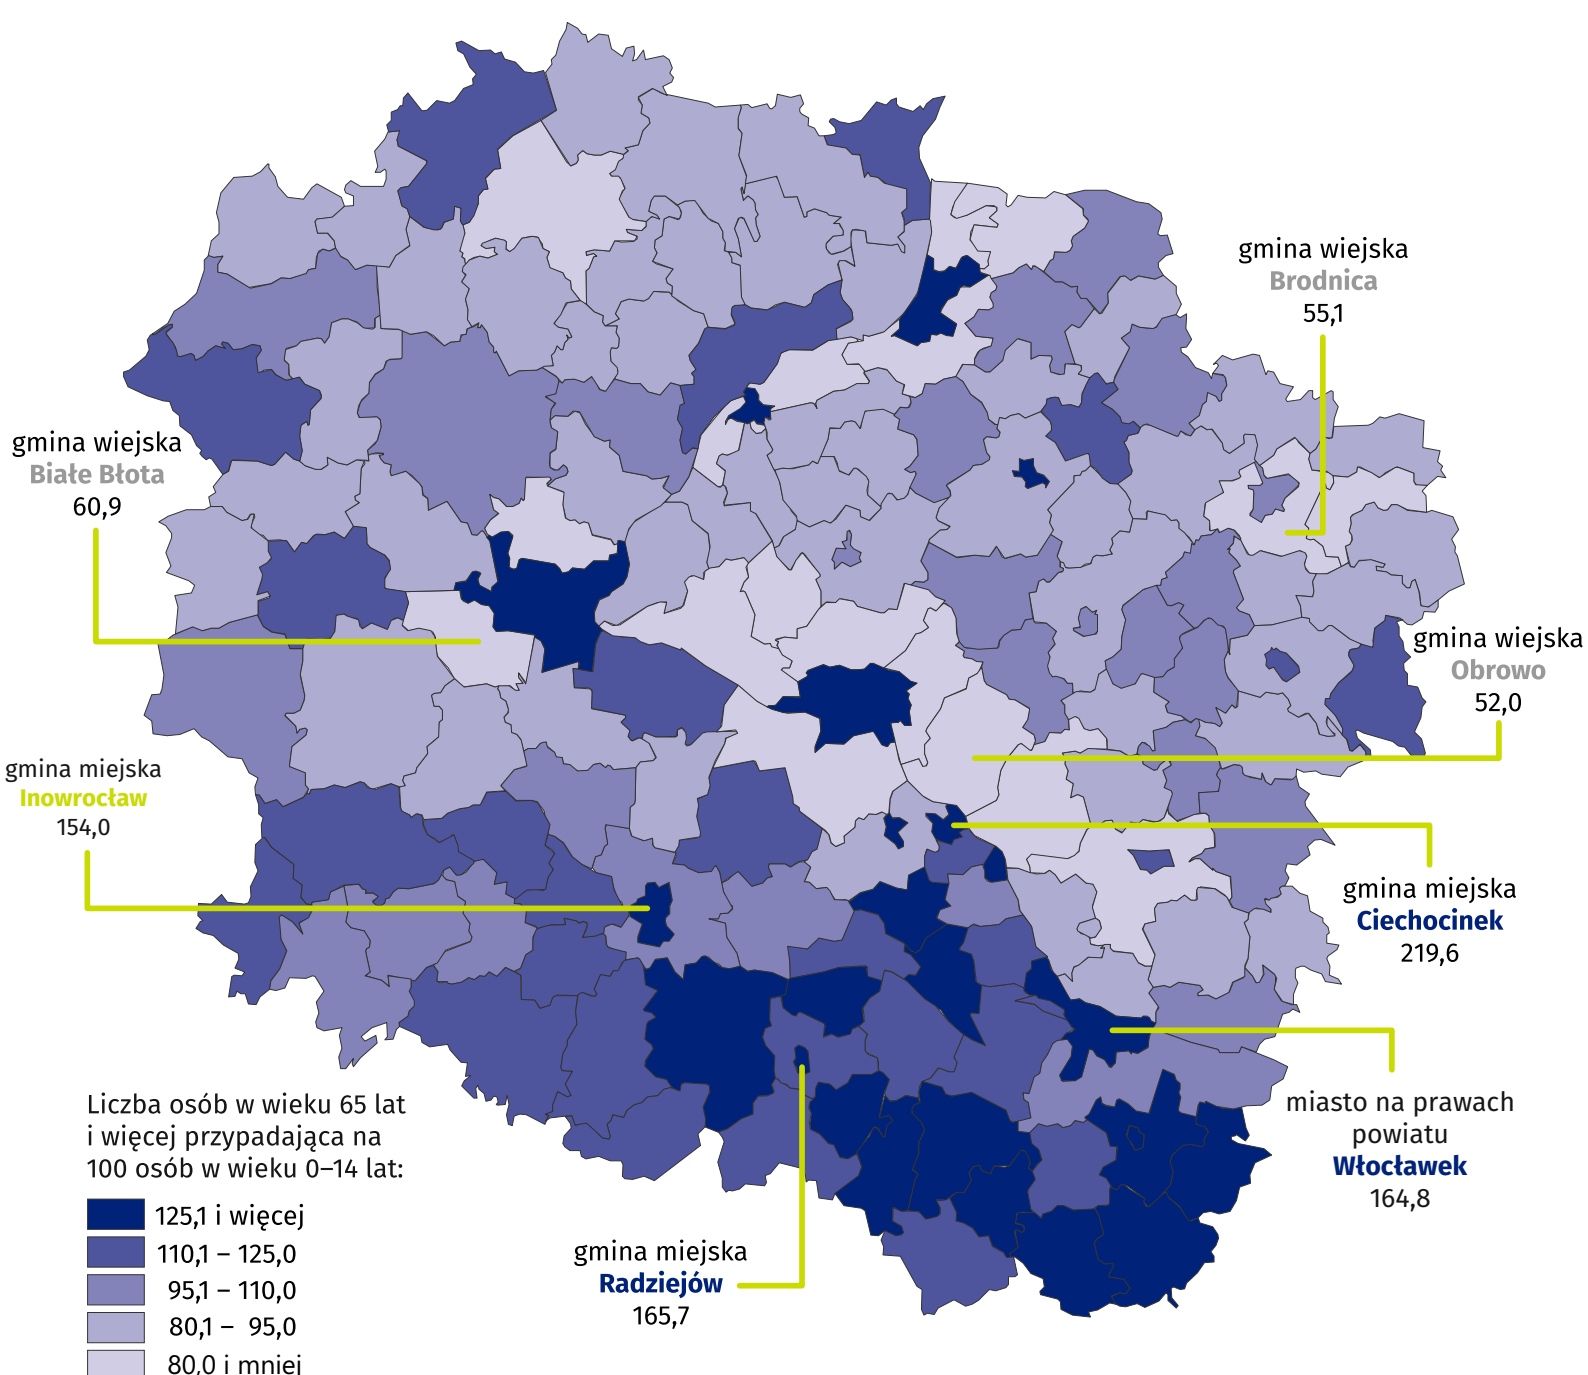 gmina wiejska
Brodnica
55,1
gmina wiejska
Białe Błota
60,9
gmina wiejska
Obrowo
52,0
gmina miejska
Inowrocław
154,0
gmina miejska
Ciechocinek
219,6
miasto na prawach
powiatu
Włocławek
164,8
gmina miejska
Radziejów
165,7
Liczba osób w wieku 65 lat
i więcej przypadająca na
100 osób w wieku 0–14 lat:
125,1 i więcej
110,1 – 125,0
95,1 – 110,0
80,1 – 95,0
80,0 i mniej